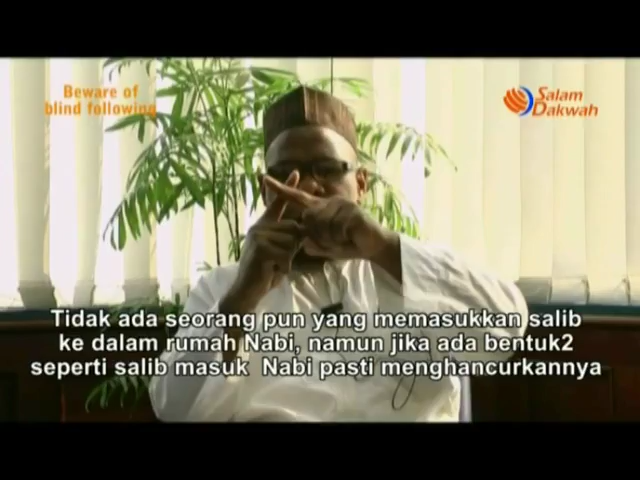 Beware of
blind following
Salam
Dakwah
Tidak ada seorang pun yang memasukkan salib
ke dalam rumah Nabi, namun jika ada bentuk2
seperti salib masuk Nabi pasti menghancurkannya